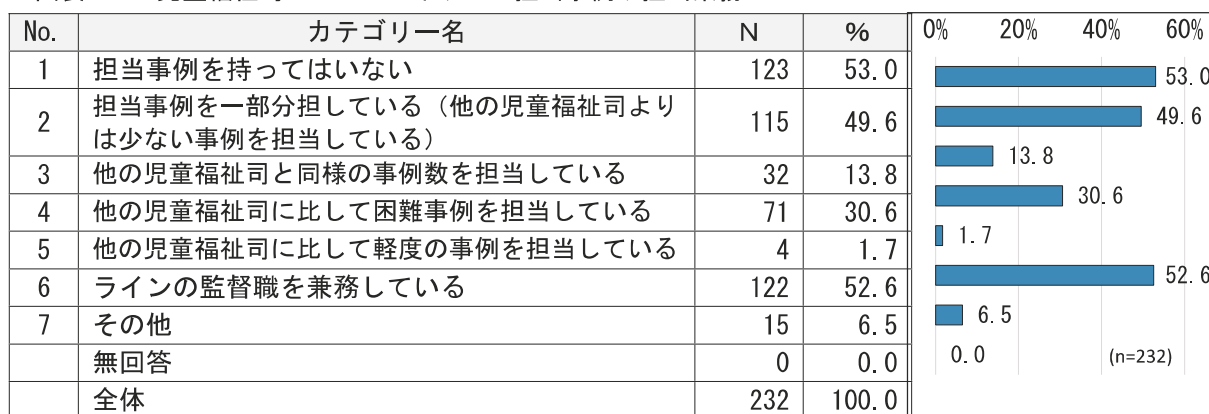 No. カテゴリー名 N %
1 担当事例を持ってはいない 123 53.0
2 担当事例を一部分担している（他の児童福祉司より
は少ない事例を担当している） 115 49.6
3 他の児童福祉司と同様の事例数を担当している 32 13.8
4 他の児童福祉司に比して困難事例を担当している 71 30.6
5 他の児童福祉司に比して軽度の事例を担当している 4 1.7
6 ラインの監督職を兼務している 122 52.6
7 その他 15 6.5
無回答 0 0.0
全体 232 100.0
0% 20% 40% 60%
53.0
49.6
13.8
30.6
1.7
52.6
6.5
0.0
(n=232)